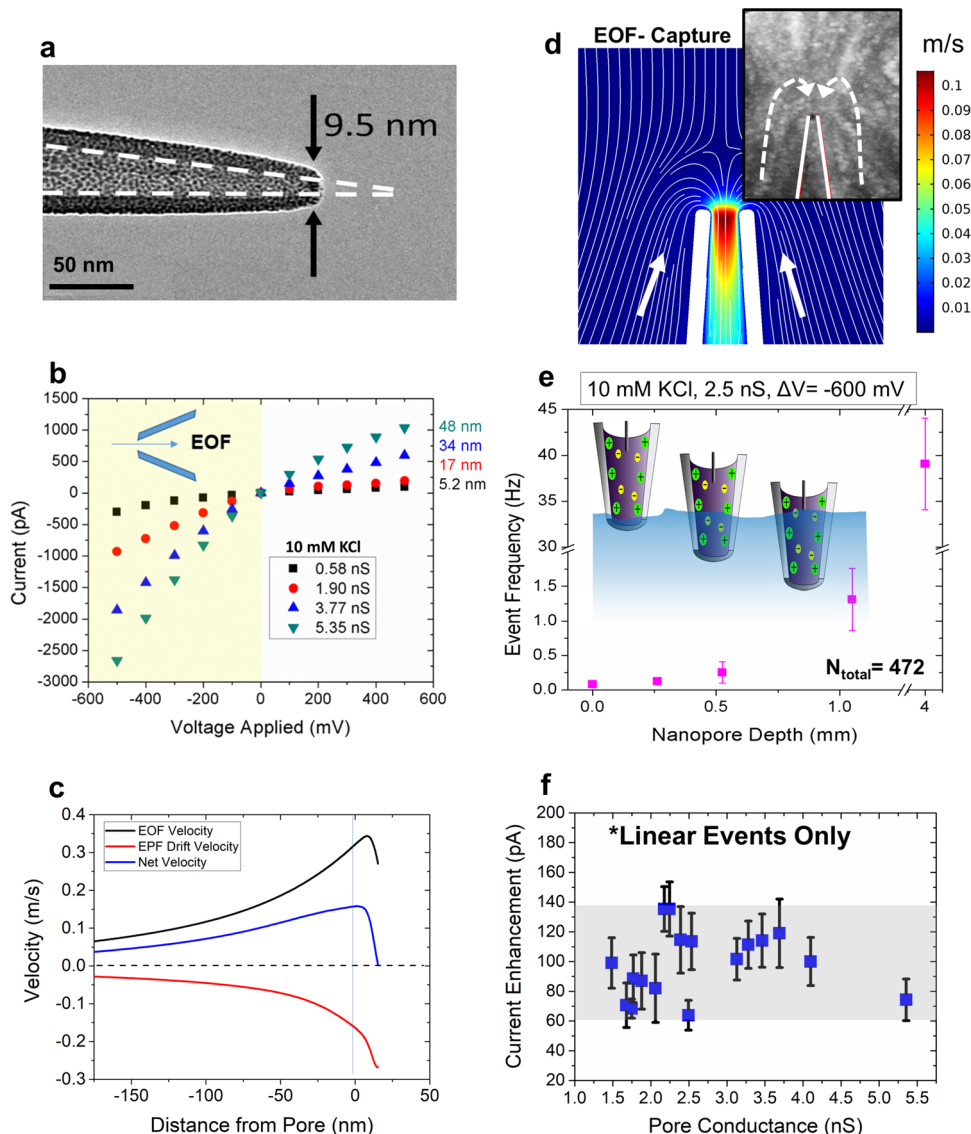 a
9.5 nm
50 nm
b
1500
1000
500
0
-500
-1000
-1500
-2000
-2500
-3000
Current (pA)
EOF
48 nm
34 nm
17 nm
5.2 nm
10 mM KCl
0.58 nS
1.90 nS
3.77 nS
5.35 nS
-600 -400 -200 0 200 400 600
Voltage Applied (mV)
c
0.4
0.3
0.2
0.1
0.0
-0.1
-0.2
-0.3
Velocity (m/s)
EOF Velocity
EPF Drift Velocity
Net Velocity
-150 -100 -50 0 50
Distance from Pore (nm)
d
EOF- Capture
m/s
0.1
0.09
0.08
0.07
0.06
0.05
0.04
0.03
0.02
0.01
e
10 mM KCl, 2.5 nS, ΔV= -600 mV
45
42
39
36
33
30
1.5
1.0
0.5
0.0
Event Frequency (Hz)
Ntotal= 472
0.0 0.5 1.0 4
Nanopore Depth (mm)
f
*Linear Events Only
200
180
160
140
120
100
80
60
40
20
Current Enhancement (pA)
1.0 1.5 2.0 2.5 3.0 3.5 4.0 4.5 5.0 5.5
Pore Conductance (nS)